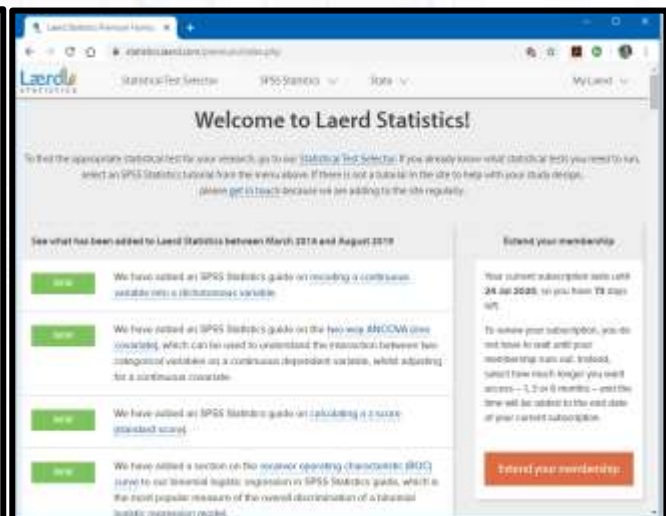 Laerd Statistics Premium Home
statistics.laerd.com/premium/index.php
Lærd
STATISTICS
Statistical Test Selector
SPSS Statistics
Stata
My Laerd
Welcome to Laerd Statistics!
To find the appropriate statistical test for your research, go to our Statistical Test Selector. If you already know what statistical tests you need to run,
select an SPSS Statistics tutorial from the menu above. If there is not a tutorial in the site to help with your study design,
please get in touch because we are adding to the site regularly.
See what has been added to Laerd Statistics between March 2018 and August 2019
NEW
We have added an SPSS Statistics guide on recoding a continuous
variable into a dichotomous variable.
NEW
We have added an SPSS Statistics guide on the two-way ANCOVA (one
covariate), which can be used to understand the interaction between two
categorical variables on a continuous dependent variable, whilst adjusting
for a continuous covariate.
NEW
We have added an SPSS Statistics guide on calculating a z-score
(standard score).
NEW
We have added a section on the receiver operating characteristic (ROC)
curve to our binomial logistic regression in SPSS Statistics guide, which is
the most popular measure of the overall discrimination of a binomial
logistic regression model.
Extend your membership
Your current subscription lasts until
24 Jul 2020, so you have 73 days
left.
To renew your subscription, you do
not have to wait until your
membership runs out. Instead,
select how much longer you want
access – 1, 3 or 6 months – and the
time will be added to the end date
of your current subscription.
Extend your membership